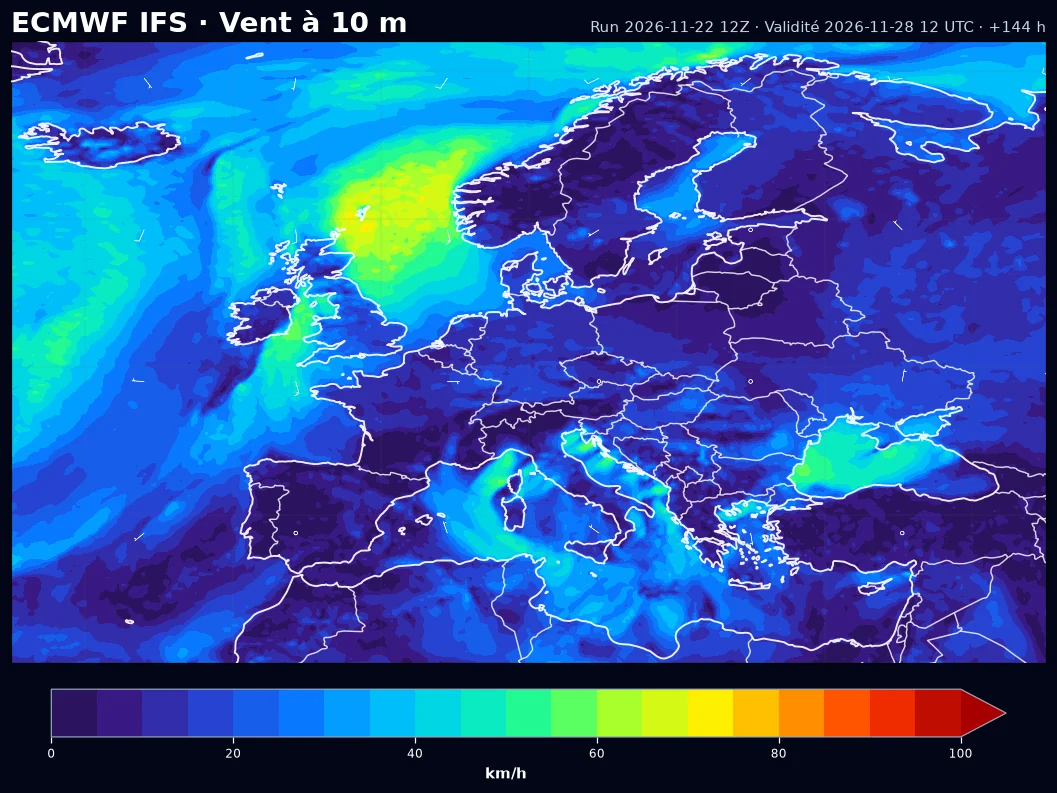 ECMWF IFS · Vent à 10 m
Run 2026-11-22 12Z · Validité 2026-11-28 12 UTC · +144 h
0 20 40 60 80 100
km/h